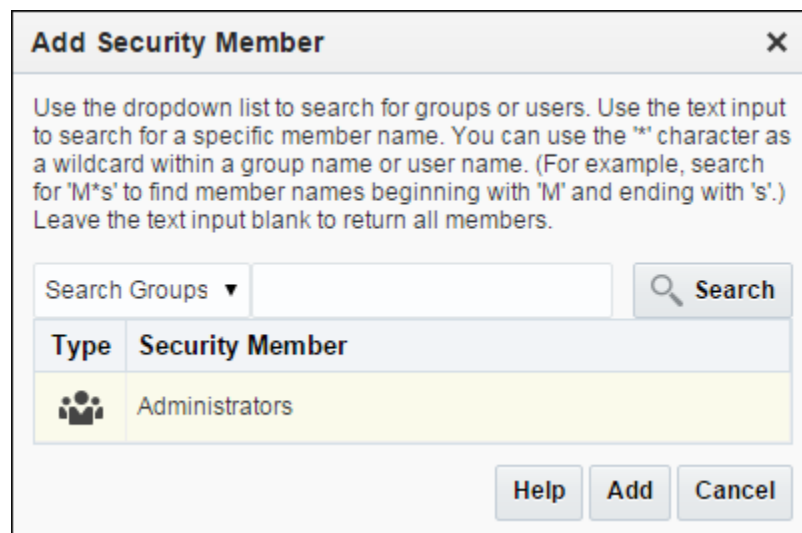 Add Security Member
Use the dropdown list to search for groups or users. Use the text input
to search for a specific member name. You can use the '*' character as
a wildcard within a group name or user name. (For example, search
for 'M*s' to find member names beginning with 'M' and ending with 's'.)
Leave the text input blank to return all members.
Search Groups Search
Type Security Member
Administrators
Help Add Cancel